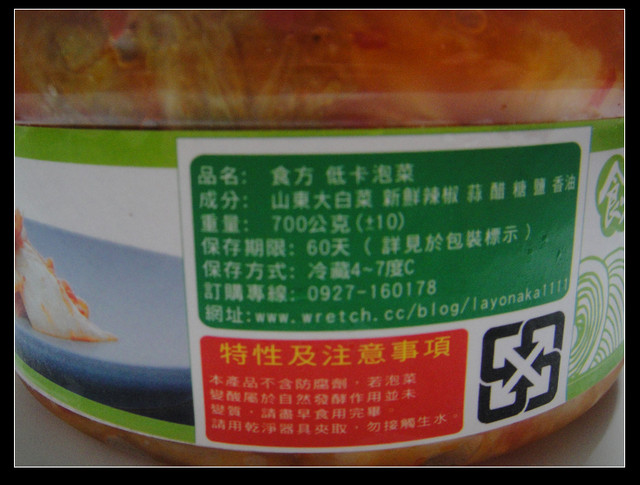 品名: 食方 低卡泡菜
成分: 山東大白菜 新鮮辣椒 蒜 醋 糖 鹽 香油
重量: 700公克(±10)
保存期限: 60天 ( 詳見於包裝標示 )
保存方式: 冷藏4~7度C
訂購專線: 0927-160178
網址:www.wretch.cc/blog/layonaka1111
特性及注意事項
本產品不含防腐劑，若泡菜
變酸屬於自然發酵作用並未
變質，請盡早食用完畢。
請用乾淨器具夾取，勿接觸生水。
食